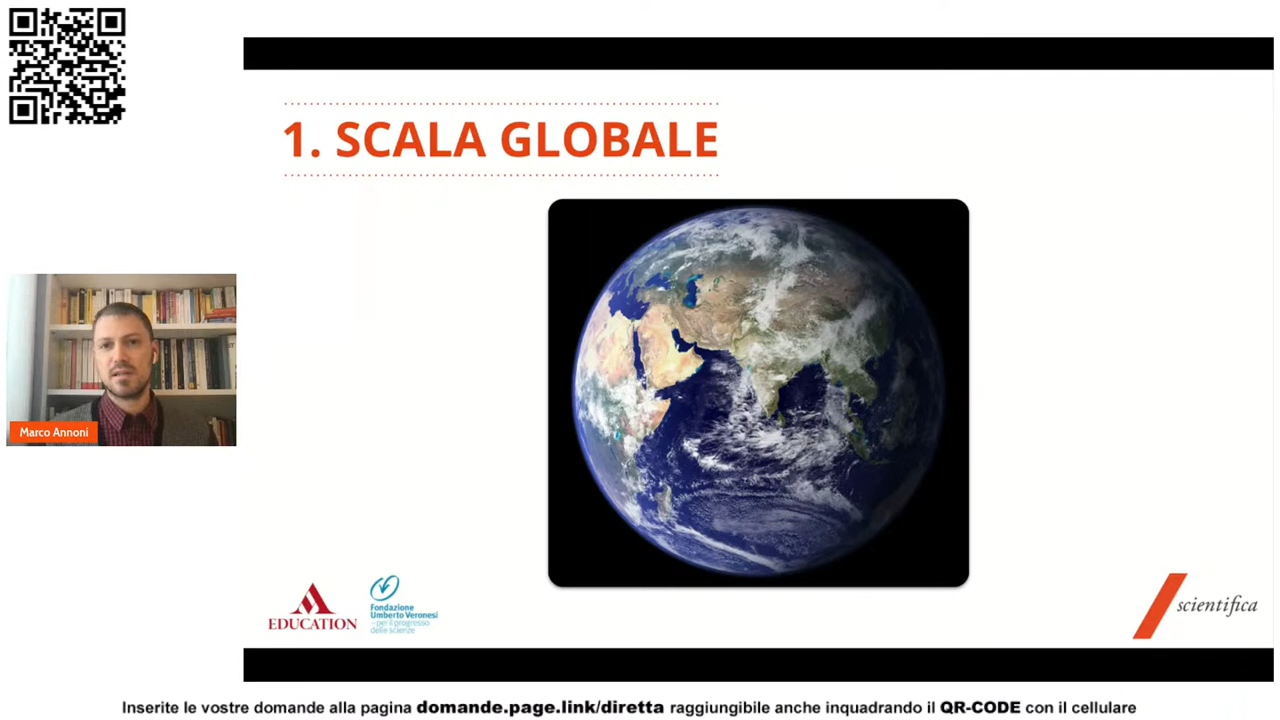 1. SCALA GLOBALE
Marco Annoni
EDUCATION
Fondazione
Umberto Veronesi
– per il progresso
delle scienze
scientifica
Inserite le vostre domande alla pagina domande.page.link/diretta raggiungibile anche inquadrando il QR-CODE con il cellulare